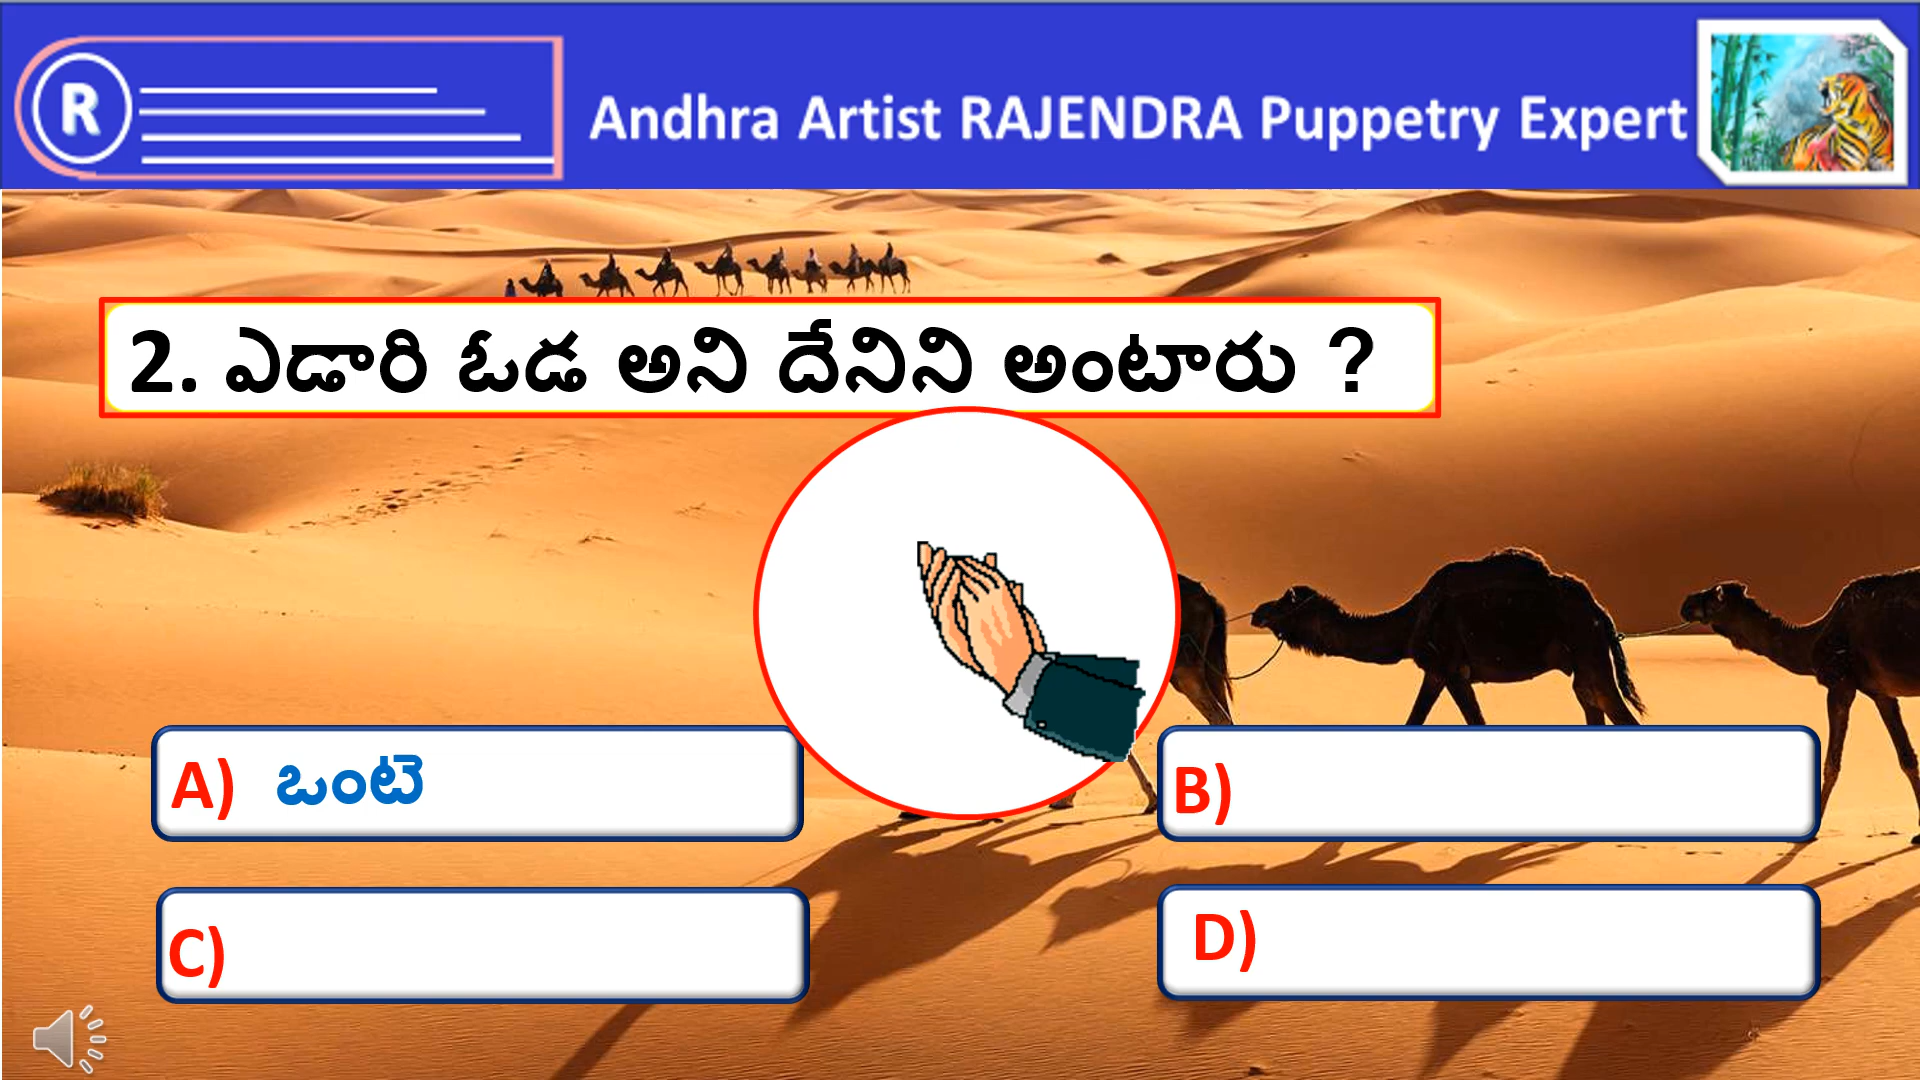 R
Andhra Artist RAJENDRA Puppetry Expert
2. ఎడారి ఓడ అని దేనిని అంటారు ?
A) ఒంటె
B)
C)
D)